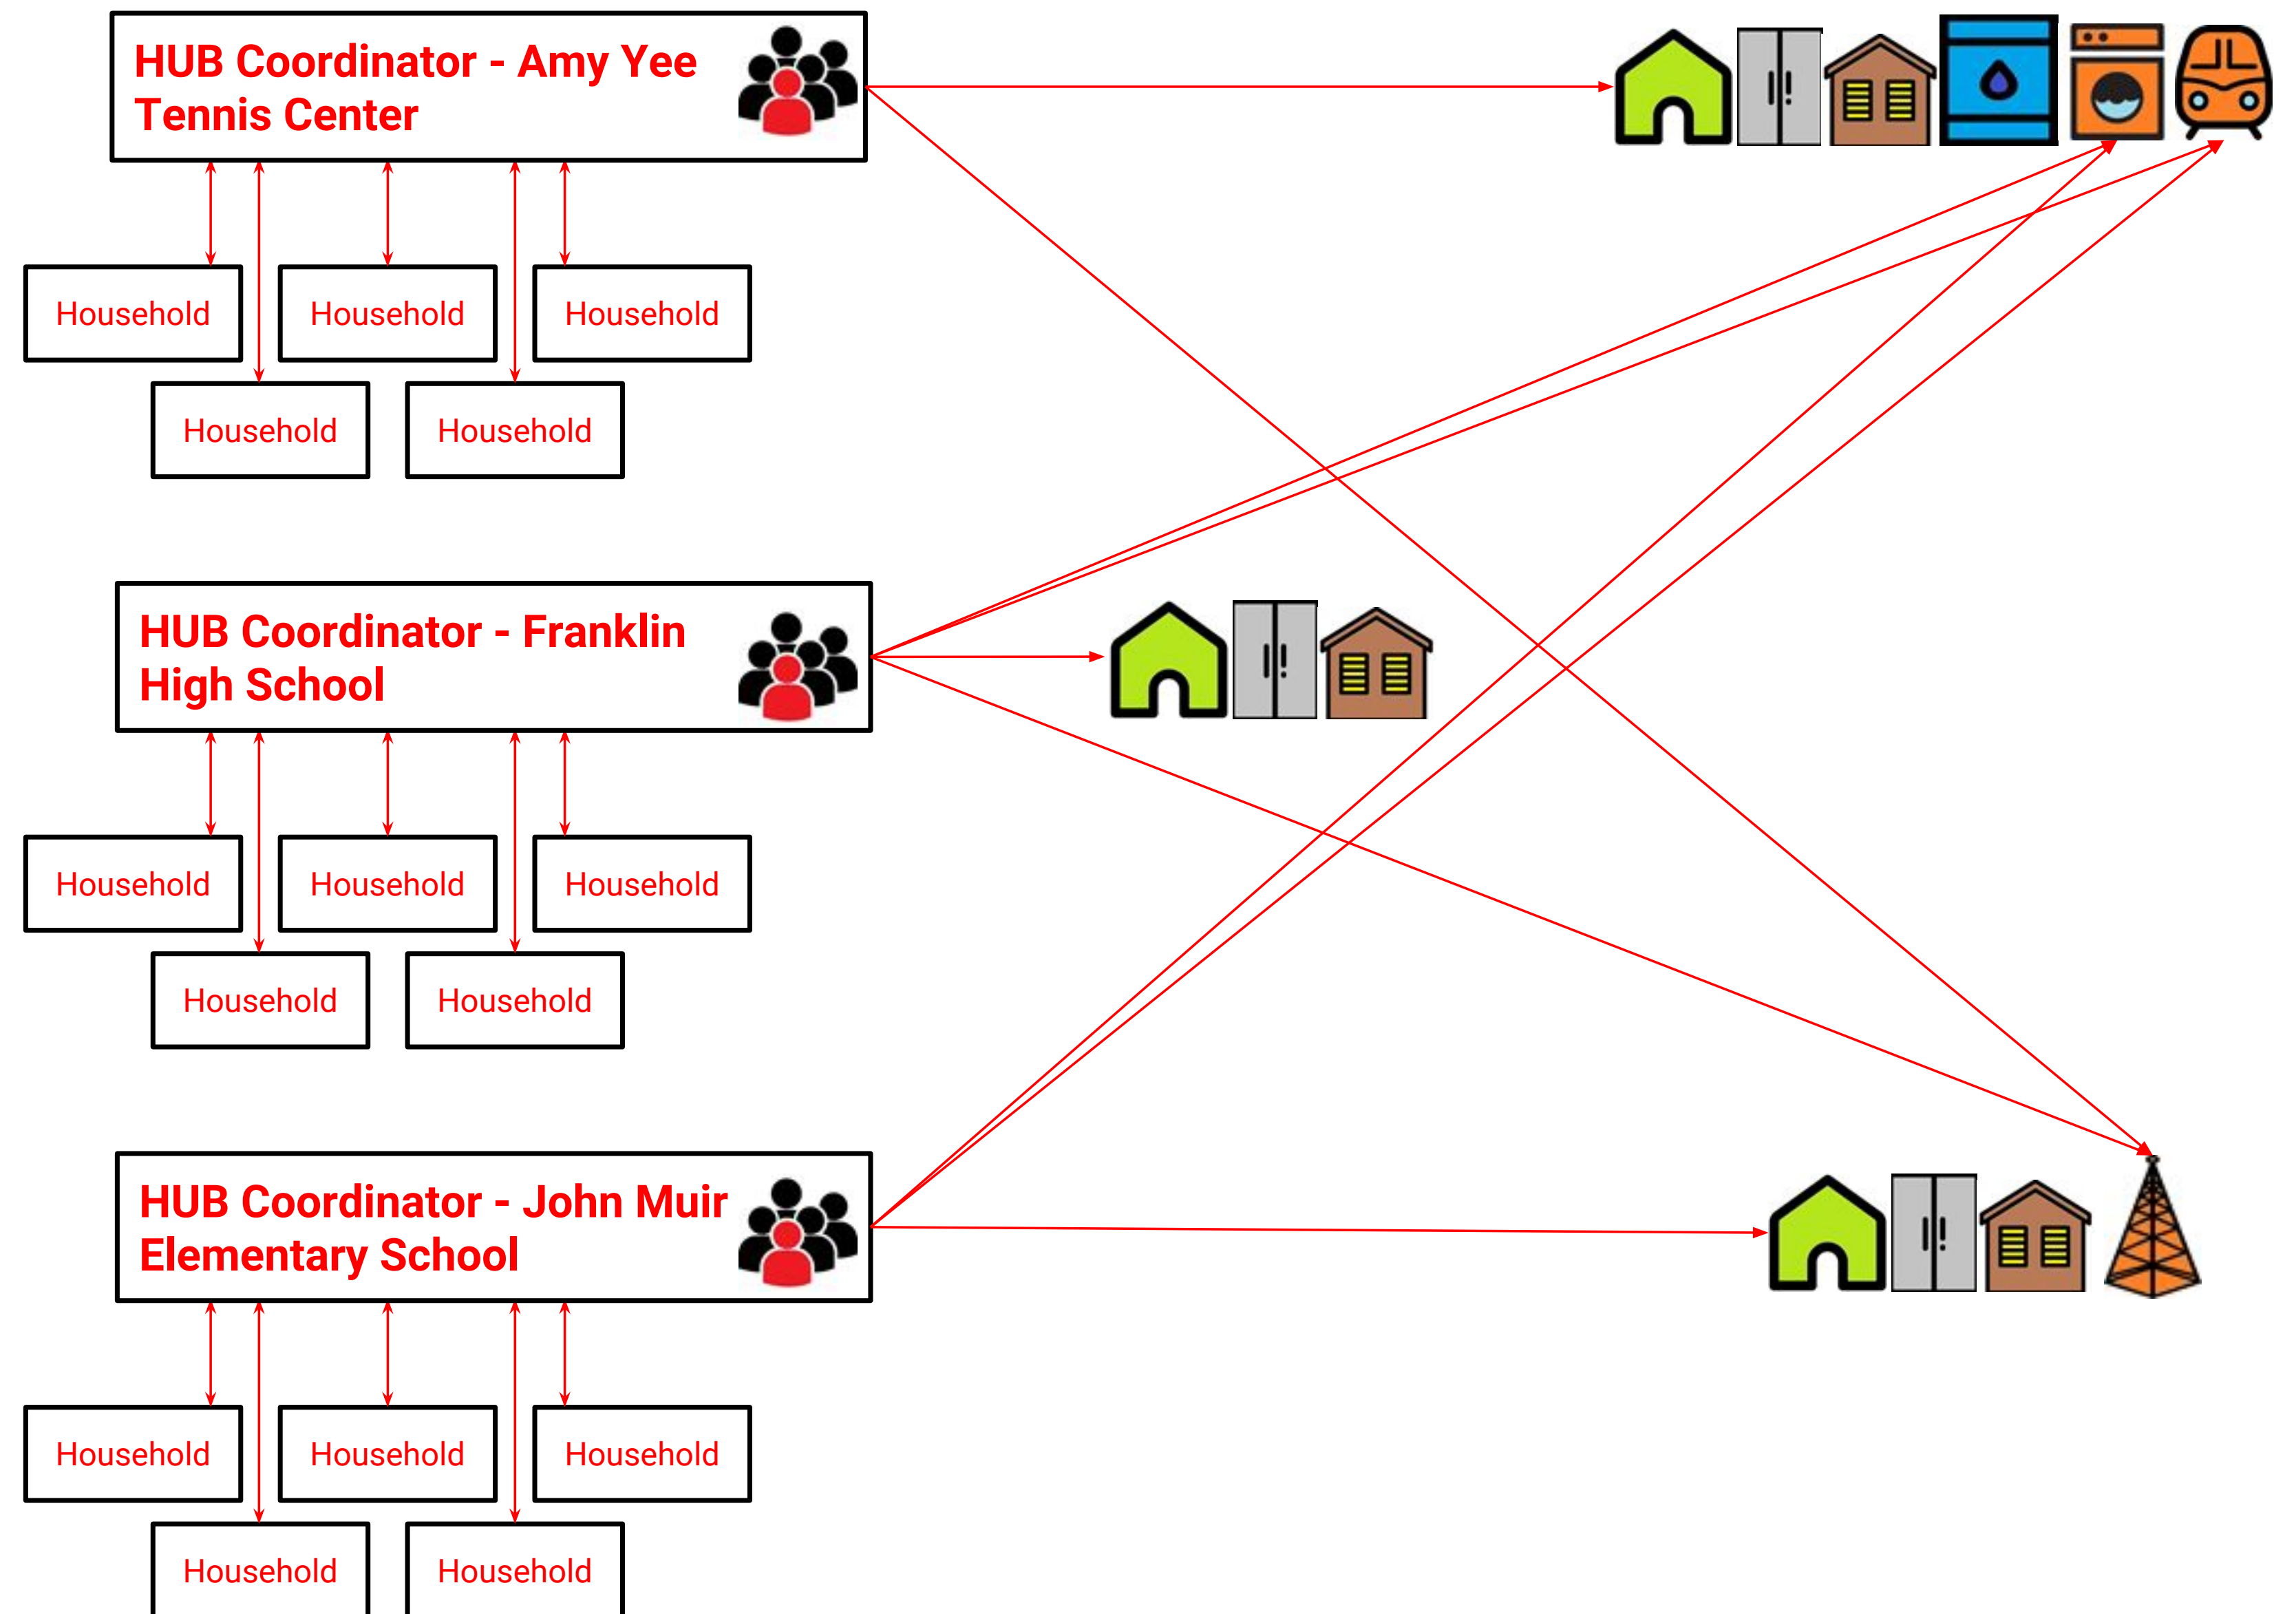 HUB Coordinator - Amy Yee
Tennis Center
Household
Household
Household
Household
Household
HUB Coordinator - Franklin
High School
Household
Household
Household
Household
Household
HUB Coordinator - John Muir
Elementary School
Household
Household
Household
Household
Household